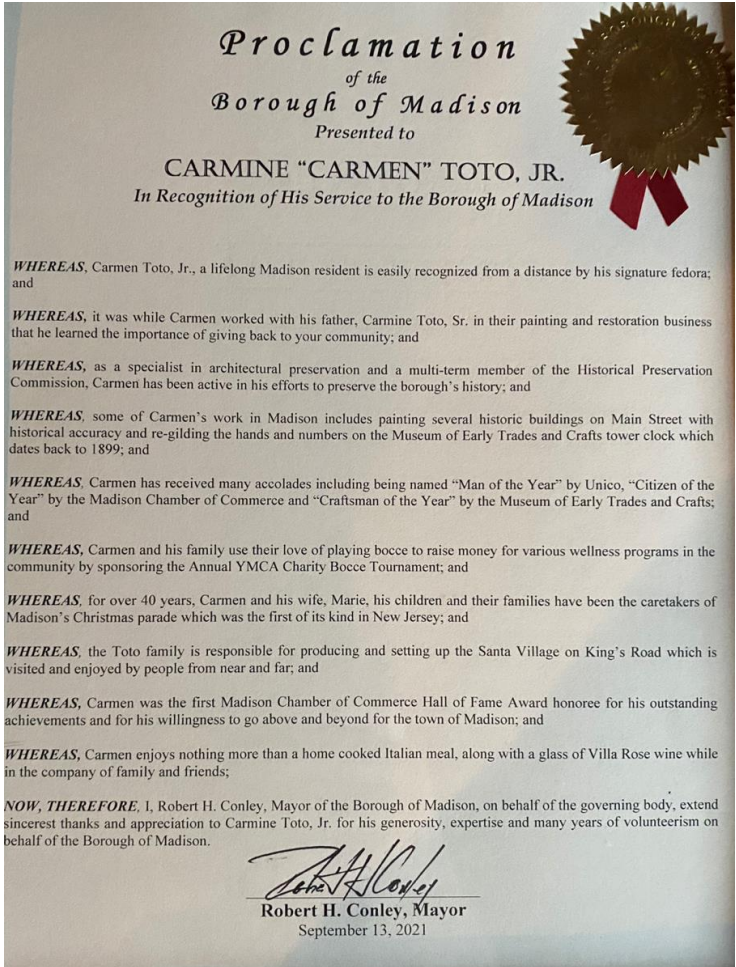 Proclamation
of the
Borough of Madison
Presented to
CARMINE “CARMEN” TOTO, JR.
In Recognition of His Service to the Borough of Madison
WHEREAS, Carmen Toto, Jr., a lifelong Madison resident is easily recognized from a distance by his signature fedora;
and
WHEREAS, it was while Carmen worked with his father, Carmine Toto, Sr. in their painting and restoration business
that he learned the importance of giving back to your community; and
WHEREAS, as a specialist in architectural preservation and a multi-term member of the Historical Preservation
Commission, Carmen has been active in his efforts to preserve the borough’s history; and
WHEREAS, some of Carmen’s work in Madison includes painting several historic buildings on Main Street with
historical accuracy and re-gilding the hands and numbers on the Museum of Early Trades and Crafts tower clock which
dates back to 1899; and
WHEREAS, Carmen has received many accolades including being named “Man of the Year” by Unico, “Citizen of the
Year” by the Madison Chamber of Commerce and “Craftsman of the Year” by the Museum of Early Trades and Crafts;
and
WHEREAS, Carmen and his family use their love of playing bocce to raise money for various wellness programs in the
community by sponsoring the Annual YMCA Charity Bocce Tournament; and
WHEREAS, for over 40 years, Carmen and his wife, Marie, his children and their families have been the caretakers of
Madison’s Christmas parade which was the first of its kind in New Jersey; and
WHEREAS, the Toto family is responsible for producing and setting up the Santa Village on King’s Road which is
visited and enjoyed by people from near and far; and
WHEREAS, Carmen was the first Madison Chamber of Commerce Hall of Fame Award honoree for his outstanding
achievements and for his willingness to go above and beyond for the town of Madison; and
WHEREAS, Carmen enjoys nothing more than a home cooked Italian meal, along with a glass of Villa Rose wine while
in the company of family and friends;
NOW, THEREFORE, I, Robert H. Conley, Mayor of the Borough of Madison, on behalf of the governing body, extend
sincerest thanks and appreciation to Carmine Toto, Jr. for his generosity, expertise and many years of volunteerism on
behalf of the Borough of Madison.
Robert H. Conley, Mayor
September 13, 2021